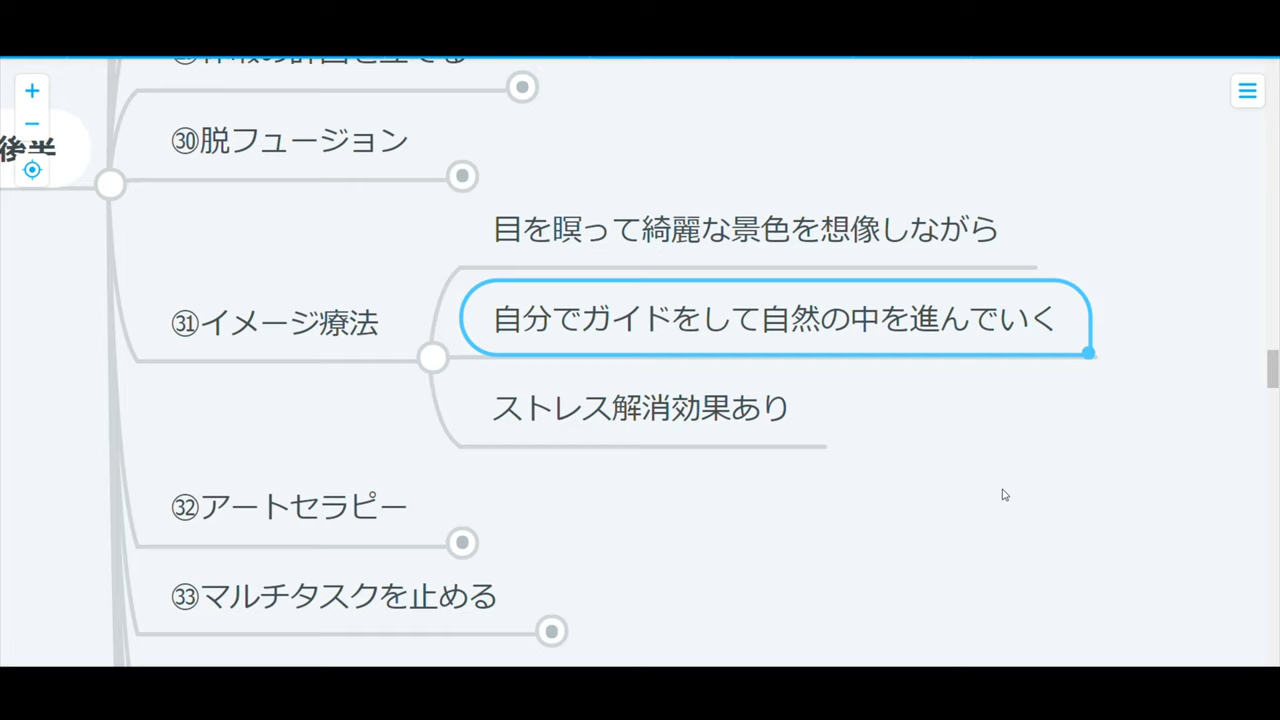 後半
㉚脱フュージョン
目を瞑って綺麗な景色を想像しながら
㉛イメージ療法
自分でガイドをして自然の中を進んでいく
ストレス解消効果あり
㉜アートセラピー
㉝マルチタスクを止める